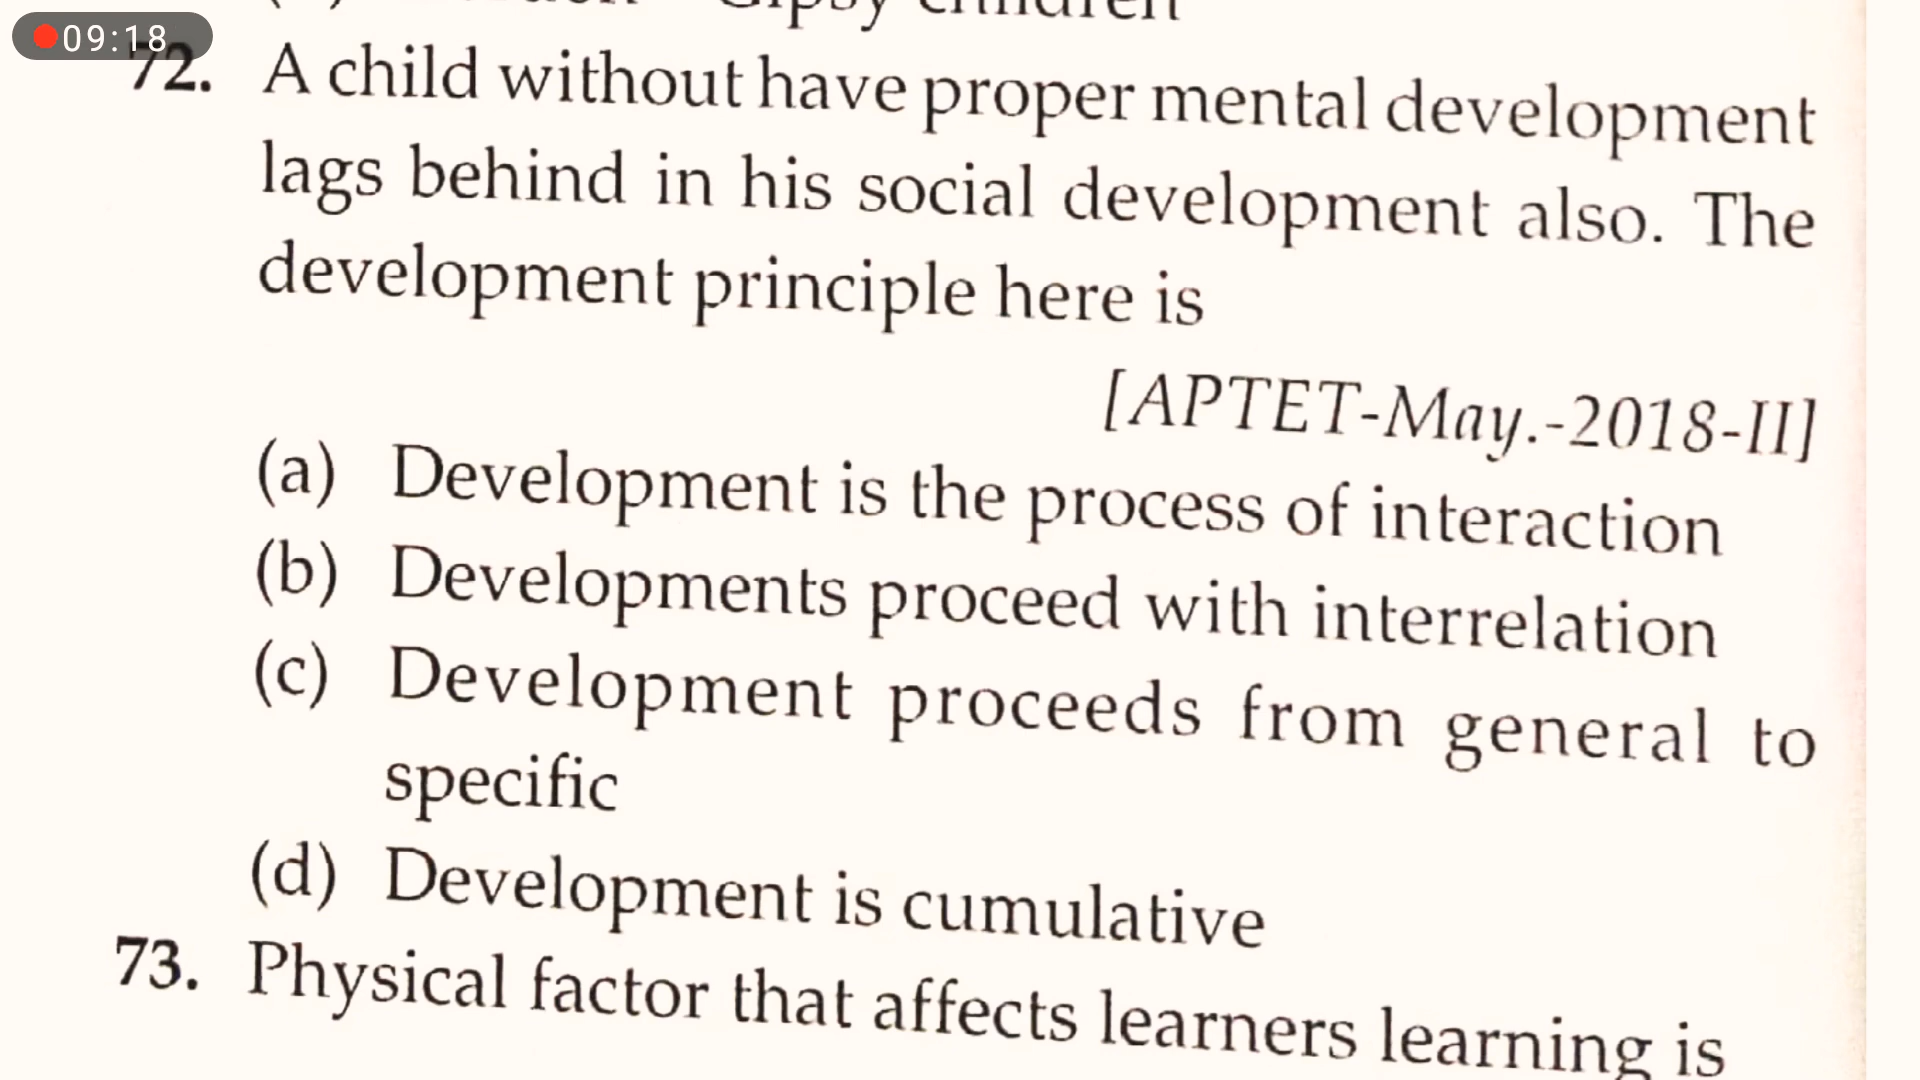 Gipsy children
09:18
72. A child without have proper mental development
lags behind in his social development also. The
development principle here is
[APTET-May.-2018-II]
(a) Development is the process of interaction
(b) Developments proceed with interrelation
(c) Development proceeds from general to
specific
(d) Development is cumulative
73. Physical factor that affects learners learning is